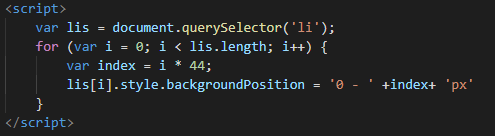 <script>
var lis = document.querySelector('li');
for (var i = 0; i < lis.length; i++) {
var index = i * 44;
lis[i].style.backgroundPosition = '0 - ' +index+ 'px'
}
</script>